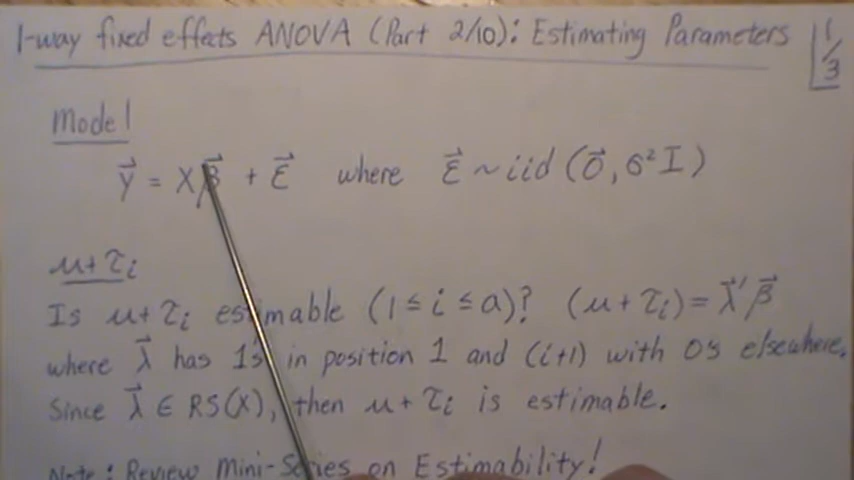 1-way fixed effects ANOVA (Part 2/10): Estimating Parameters
1/3
Model
Y⃗ = Xβ⃗ + ε⃗ where ε⃗ ~ iid (0⃗, σ²I)
μ+τᵢ
Is μ+τᵢ estimable (1 ≤ i ≤ a)? (μ+τᵢ) = λ⃗'β⃗
where λ⃗ has 1's in position 1 and (i+1) with 0s elsewhere.
Since λ⃗ ∈ RS(X), then μ+τᵢ is estimable.
Note: Review Mini-Series on Estimability!